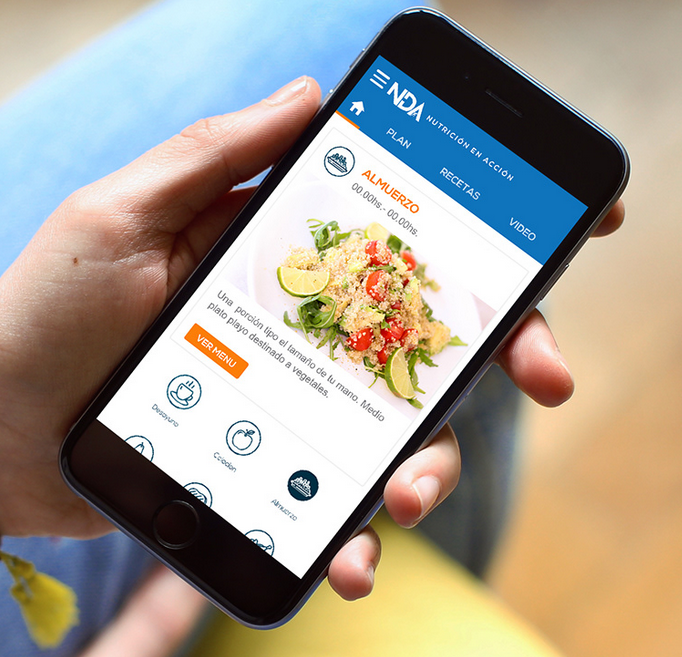 NDA NUTRICIÓN EN ACCIÓN
PLAN RECETAS VIDEO
ALMUERZO
00.00hs.- 00.00hs.
Una porción tipo el tamaño de tu mano. Medio
plato playo destinado a vegetales.
VER MENU
Desayuno
Almuerzo